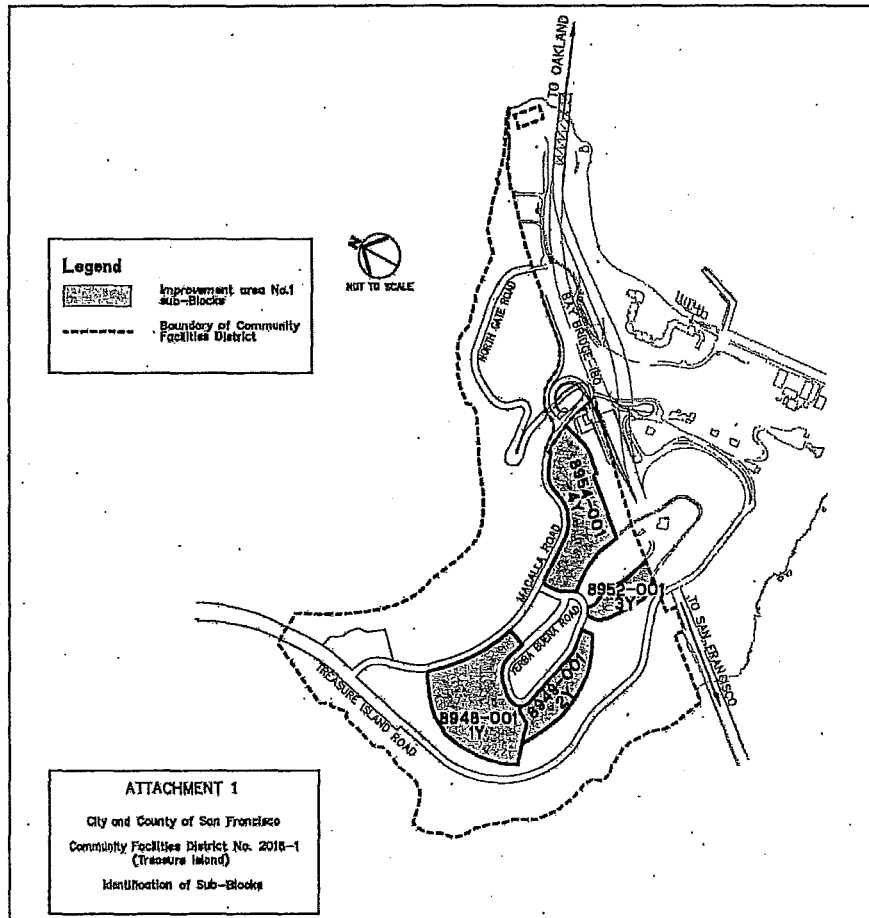 TO OAKLAND
Legend
Improvement area No.1
sub-Blocks
Boundary of Community
Facilities District
N
NOT TO SCALE
NORTH GATE ROAD
BAY BRIDGE-I80
8954-001
4Y
MACALLA ROAD
8952-001
3Y
YERBA BUENA ROAD
8949-001
2Y
8948-001
1Y
TREASURE ISLAND ROAD
TO SAN FRANCISCO
ATTACHMENT 1
City and County of San Francisco
Community Facilities District No. 2016-1
(Treasure Island)
Identification of Sub-Blocks